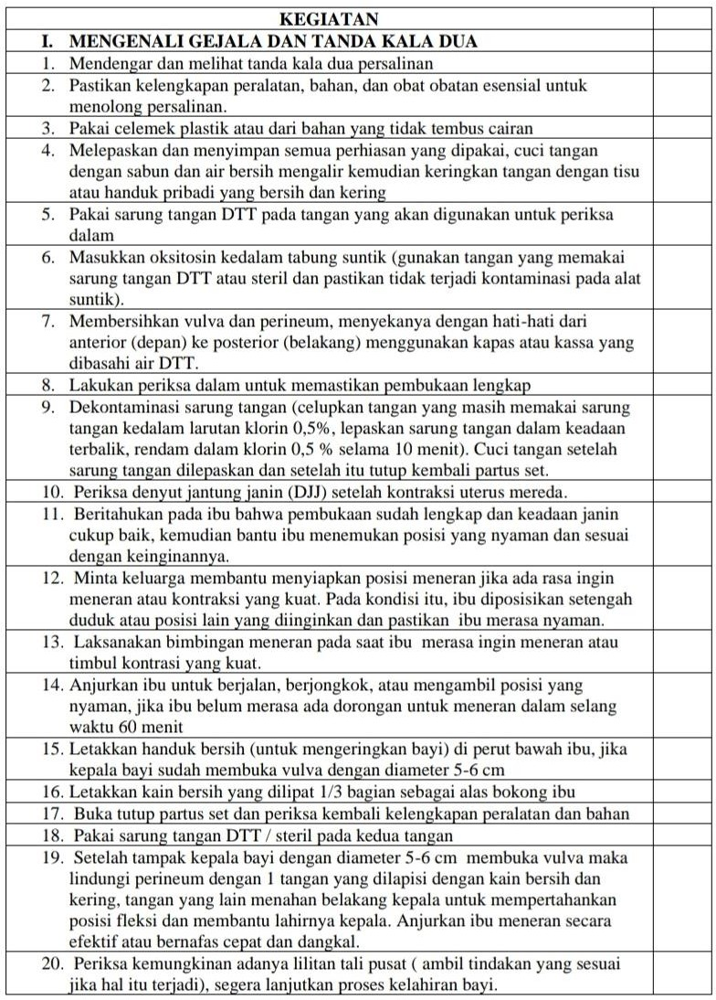 KEGIATAN
I. MENGENALI GEJALA DAN TANDA KALA DUA
1. Mendengar dan melihat tanda kala dua persalinan
2. Pastikan kelengkapan peralatan, bahan, dan obat obatan esensial untuk
menolong persalinan.
3. Pakai celemek plastik atau dari bahan yang tidak tembus cairan
4. Melepaskan dan menyimpan semua perhiasan yang dipakai, cuci tangan
dengan sabun dan air bersih mengalir kemudian keringkan tangan dengan tisu
atau handuk pribadi yang bersih dan kering
5. Pakai sarung tangan DTT pada tangan yang akan digunakan untuk periksa
dalam
6. Masukkan oksitosin kedalam tabung suntik (gunakan tangan yang memakai
sarung tangan DTT atau steril dan pastikan tidak terjadi kontaminasi pada alat
suntik).
7. Membersihkan vulva dan perineum, menyekanya dengan hati-hati dari
anterior (depan) ke posterior (belakang) menggunakan kapas atau kassa yang
dibasahi air DTT.
8. Lakukan periksa dalam untuk memastikan pembukaan lengkap
9. Dekontaminasi sarung tangan (celupkan tangan yang masih memakai sarung
tangan kedalam larutan klorin 0,5%, lepaskan sarung tangan dalam keadaan
terbalik, rendam dalam klorin 0,5 % selama 10 menit). Cuci tangan setelah
sarung tangan dilepaskan dan setelah itu tutup kembali partus set.
10. Periksa denyut jantung janin (DJJ) setelah kontraksi uterus mereda.
11. Beritahukan pada ibu bahwa pembukaan sudah lengkap dan keadaan janin
cukup baik, kemudian bantu ibu menemukan posisi yang nyaman dan sesuai
dengan keinginannya.
12. Minta keluarga membantu menyiapkan posisi meneran jika ada rasa ingin
meneran atau kontraksi yang kuat. Pada kondisi itu, ibu diposisikan setengah
duduk atau posisi lain yang diinginkan dan pastikan ibu merasa nyaman.
13. Laksanakan bimbingan meneran pada saat ibu merasa ingin meneran atau
timbul kontrasi yang kuat.
14. Anjurkan ibu untuk berjalan, berjongkok, atau mengambil posisi yang
nyaman, jika ibu belum merasa ada dorongan untuk meneran dalam selang
waktu 60 menit
15. Letakkan handuk bersih (untuk mengeringkan bayi) di perut bawah ibu, jika
kepala bayi sudah membuka vulva dengan diameter 5-6 cm
16. Letakkan kain bersih yang dilipat 1/3 bagian sebagai alas bokong ibu
17. Buka tutup partus set dan periksa kembali kelengkapan peralatan dan bahan
18. Pakai sarung tangan DTT / steril pada kedua tangan
19. Setelah tampak kepala bayi dengan diameter 5-6 cm membuka vulva maka
lindungi perineum dengan 1 tangan yang dilapisi dengan kain bersih dan
kering, tangan yang lain menahan belakang kepala untuk mempertahankan
posisi fleksi dan membantu lahirnya kepala. Anjurkan ibu meneran secara
efektif atau bernafas cepat dan dangkal.
20. Periksa kemungkinan adanya lilitan tali pusat ( ambil tindakan yang sesuai
jika hal itu terjadi), segera lanjutkan proses kelahiran bayi.